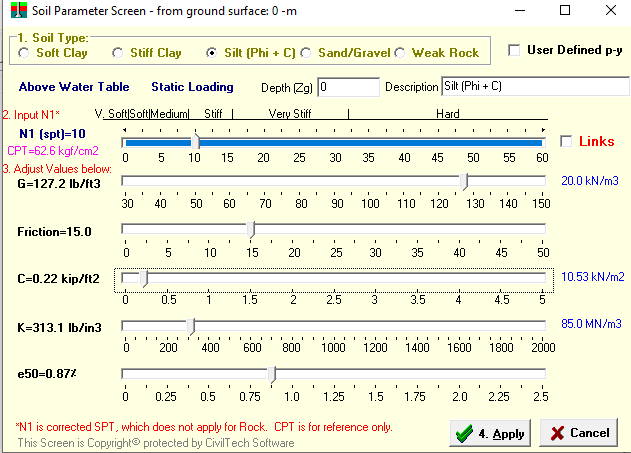 Soil Parameter Screen - from ground surface: 0 -m
1. Soil Type:
Soft Clay Stiff Clay Silt (Phi + C) Sand/Gravel Weak Rock
User Defined p-y
Above Water Table Static Loading Depth (Zg) 0 Description Silt (Phi + C)
2. Input N1* V. Soft|Soft|Medium| Stiff | Very Stiff | Hard
N1 (spt)=10
CPT=62.6 kgf/cm2
0 5 10 15 20 25 30 35 40 45 50 55 60
Links
3. Adjust Values below:
G=127.2 lb/ft3 20.0 kN/m3
30 40 50 60 70 80 90 100 110 120 130 140 150
Friction=15.0
0 5 10 15 20 25 30 35 40 45 50
C=0.22 kip/ft2 10.53 kN/m2
0 0.5 1 1.5 2 2.5 3 3.5 4 4.5 5
K=313.1 lb/in3 85.0 MN/m3
0 200 400 600 800 1000 1200 1400 1600 1800 2000
e50=0.87%
0 0.25 0.5 0.75 1.0 1.25 1.5 1.75 2.0 2.2 2.5
*N1 is corrected SPT, which does not apply for Rock. CPT is for reference only.
This Screen is Copyright© protected by CivilTech Software
4. Apply Cancel